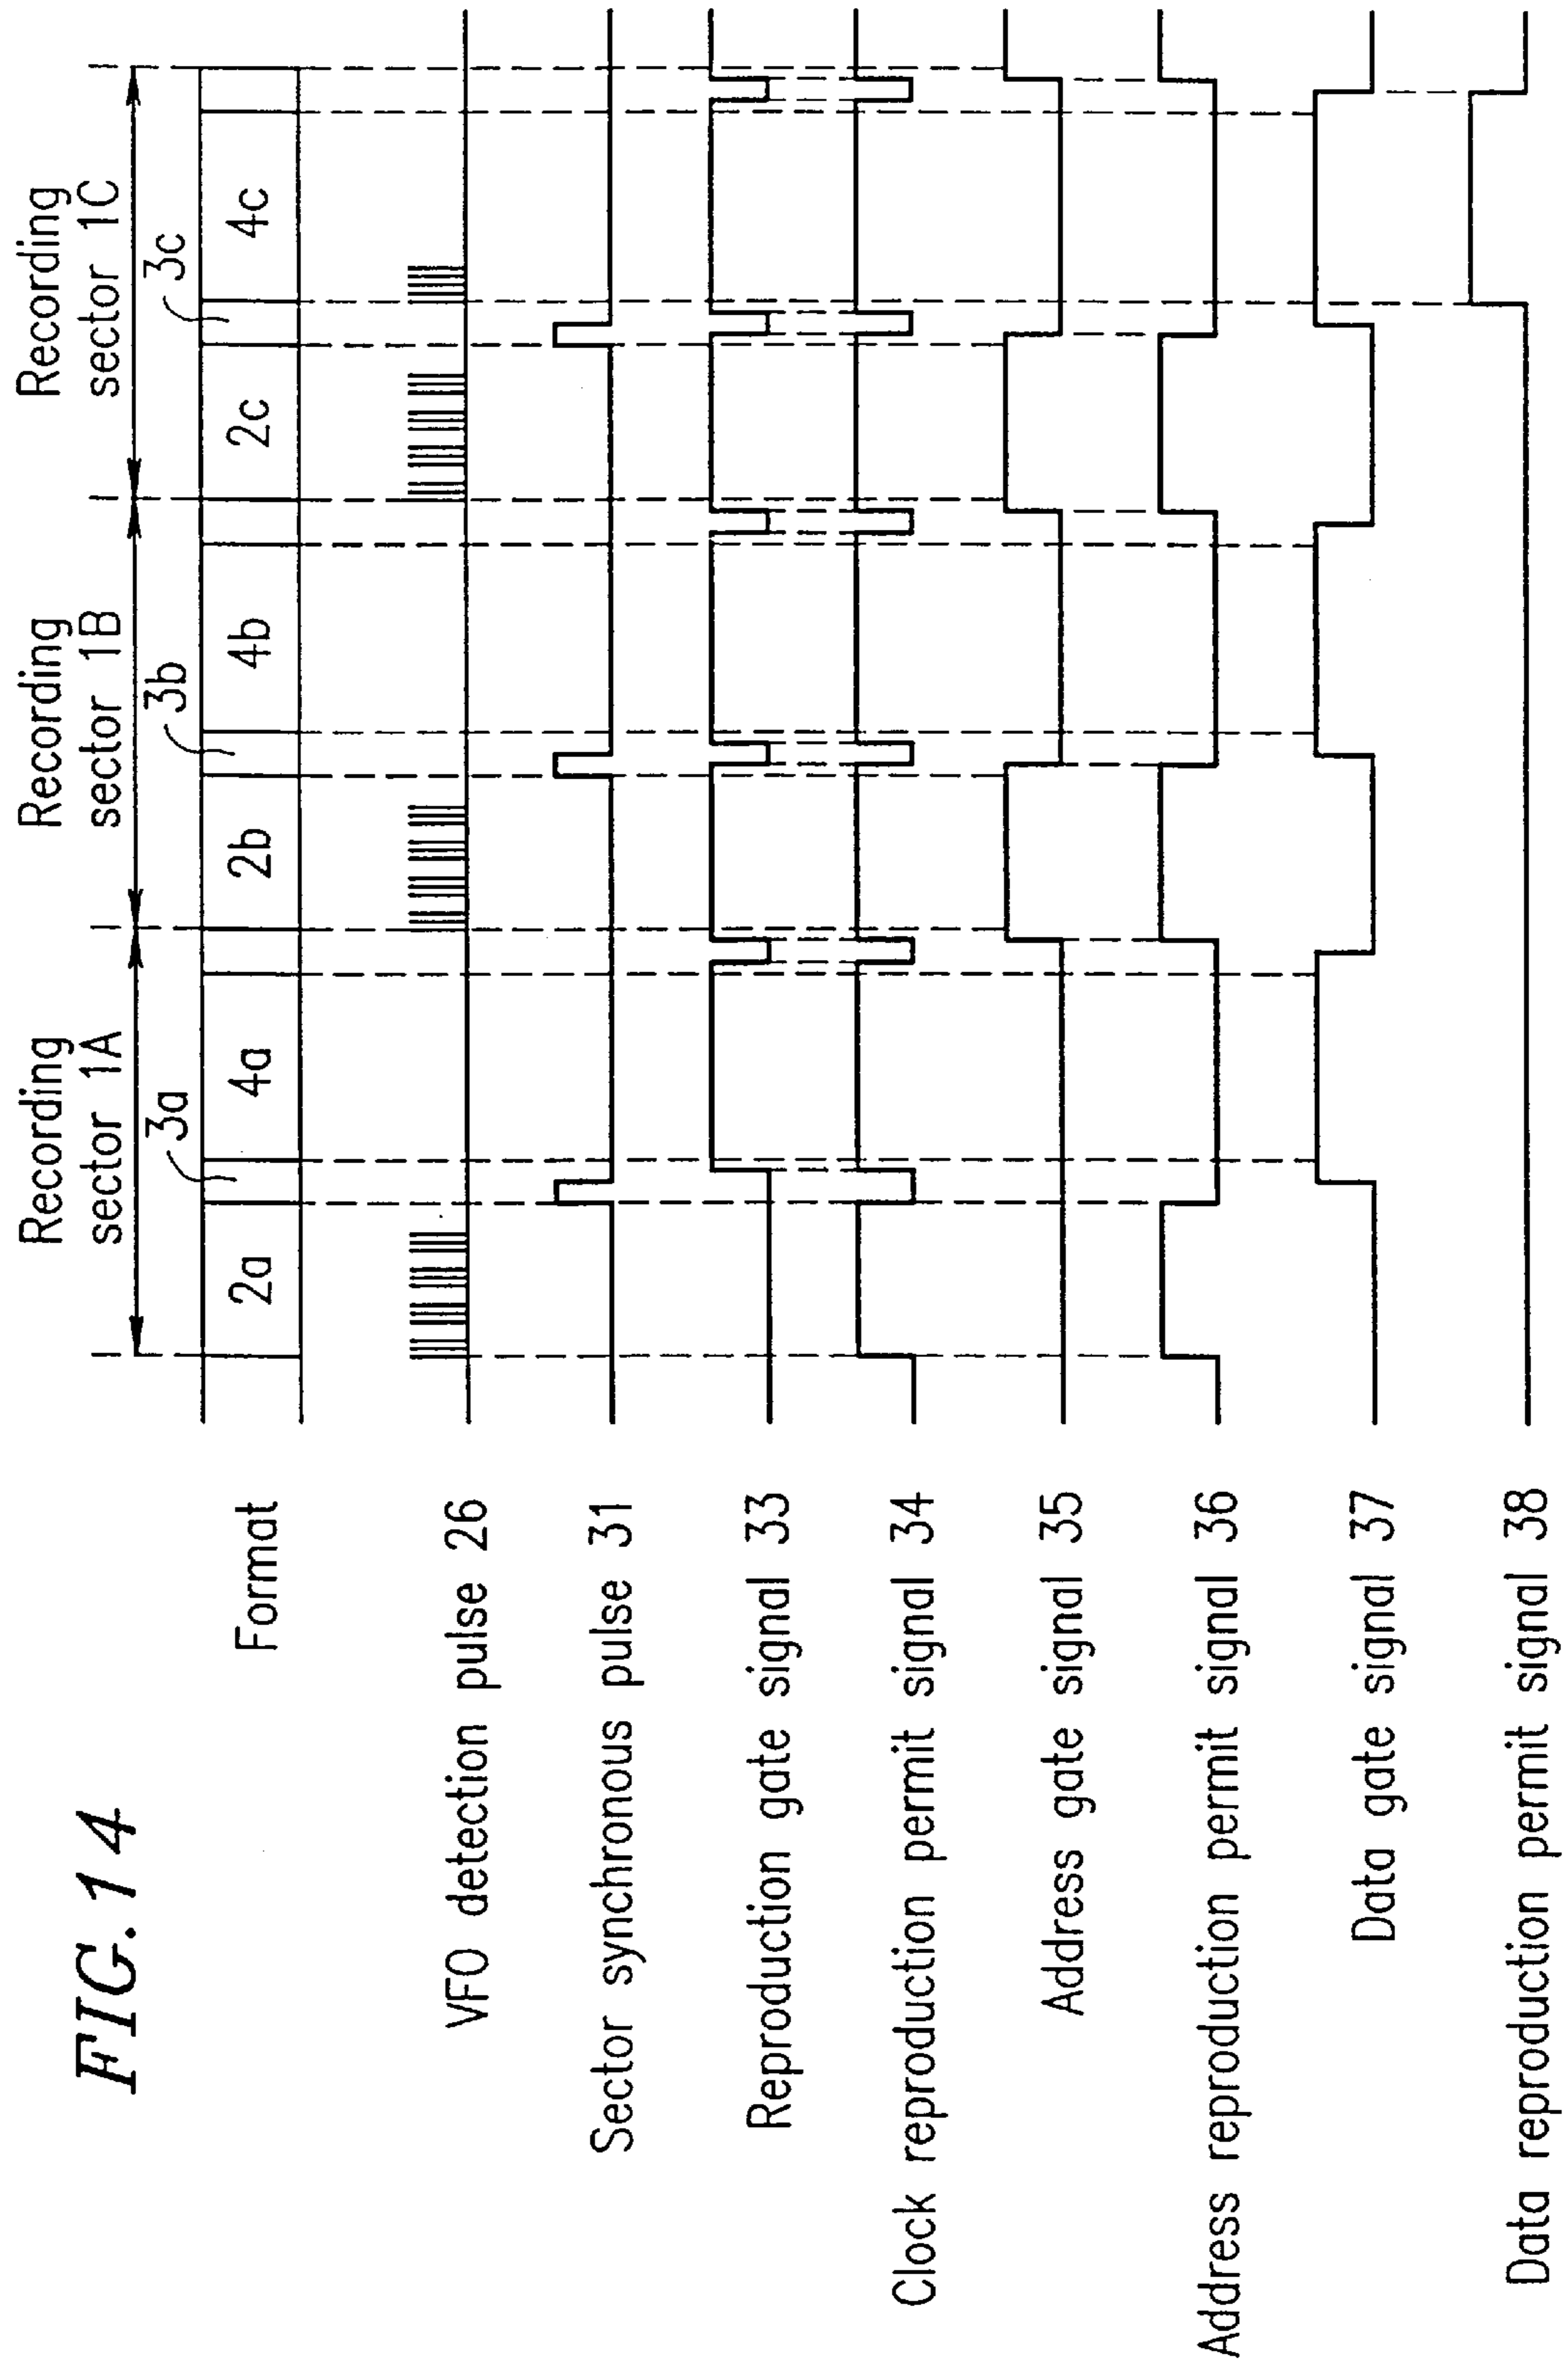 FIG.14
Recording
sector 1A
Recording
sector 1B
Recording
sector 1C
3a
3b
3c
Format
2a
4a
2b
4b
2c
4c
VFO detection pulse 26
Sector synchronous pulse 31
Reproduction gate signal 33
Clock reproduction permit signal 34
Address gate signal 35
Address reproduction permit signal 36
Data gate signal 37
Data reproduction permit signal 38